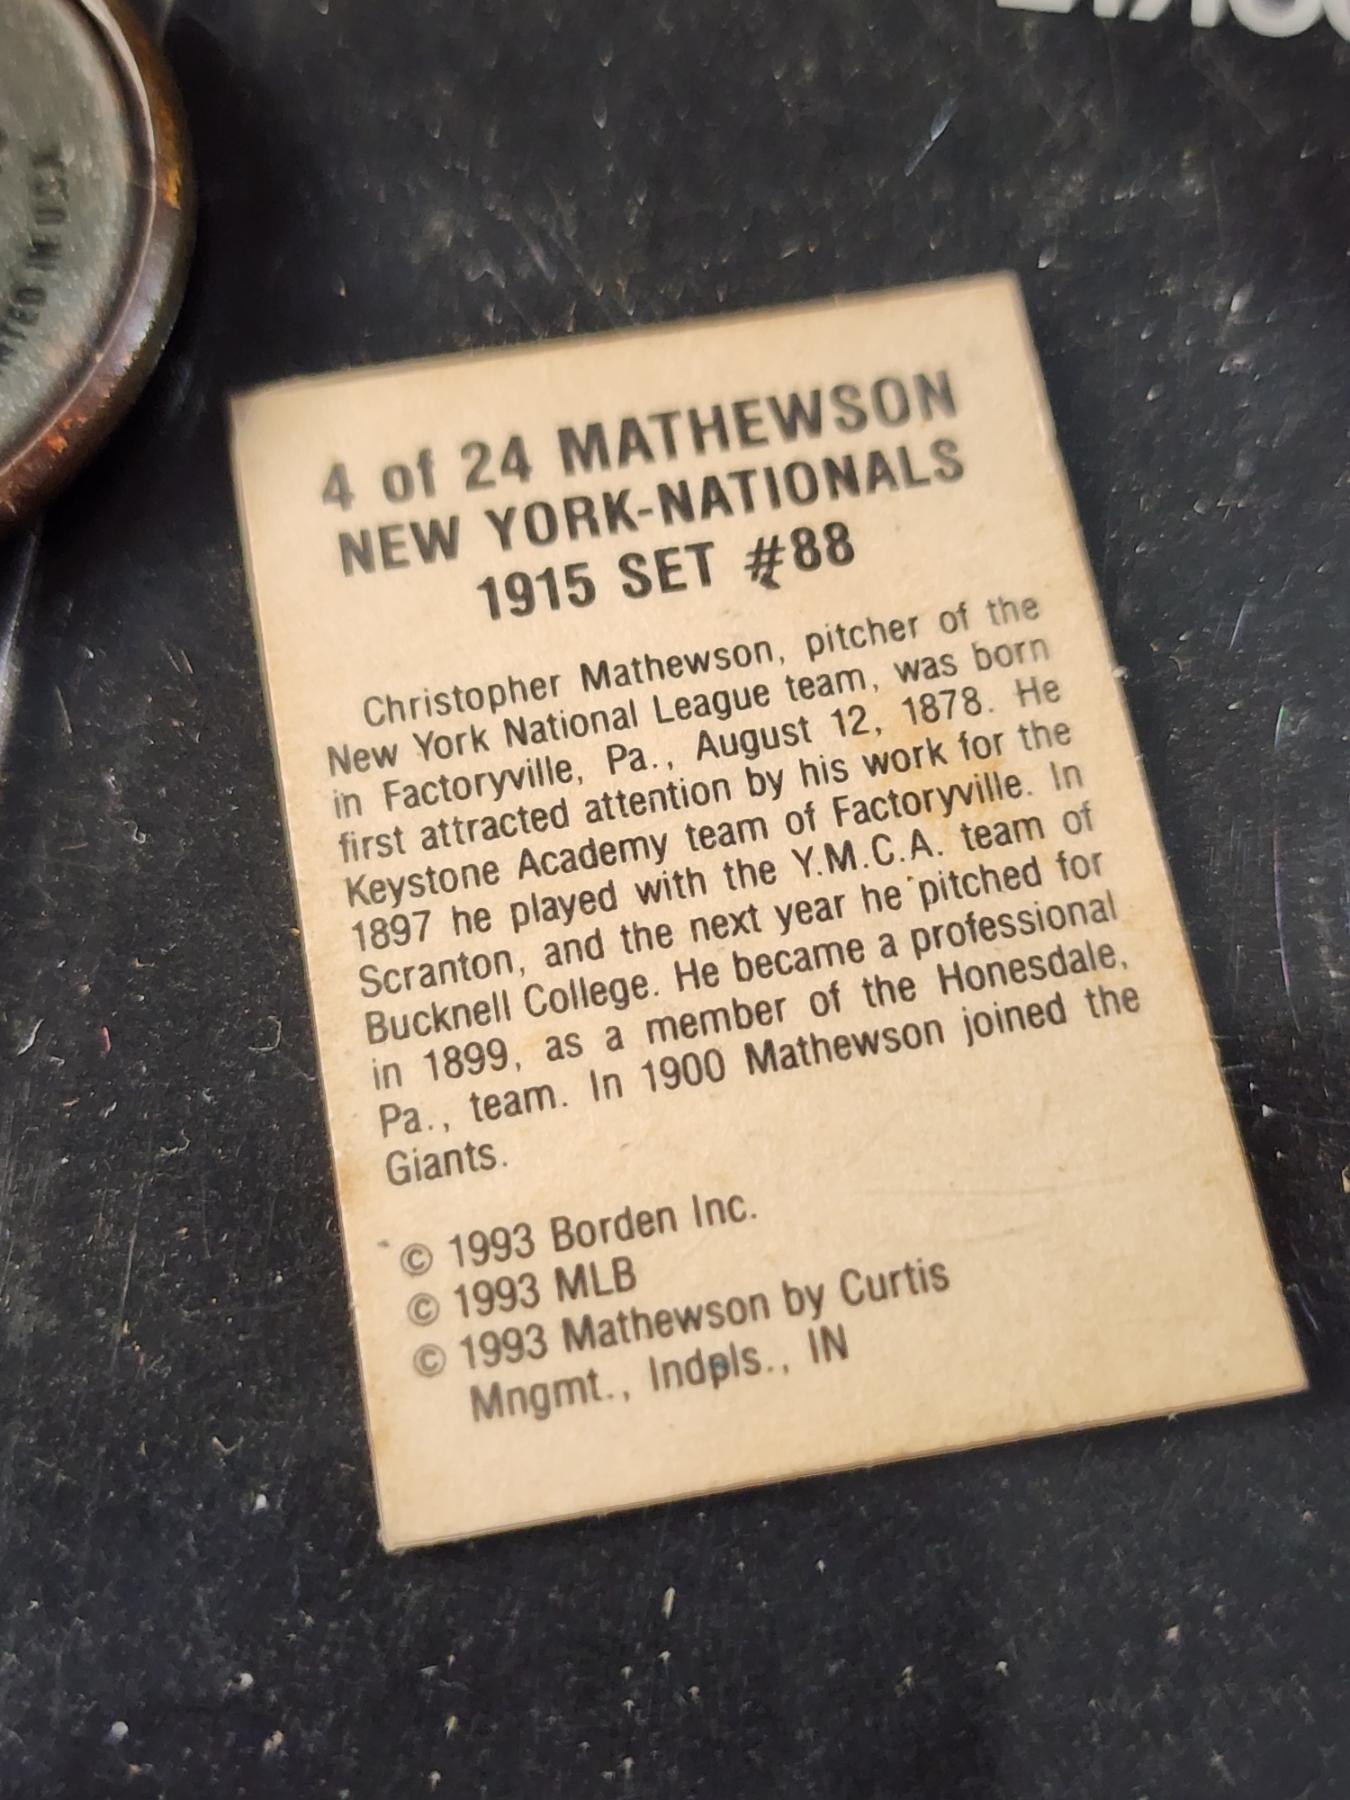 4 of 24 MATHEWSON
NEW YORK-NATIONALS
1915 SET #88
Christopher Mathewson, pitcher of the
New York National League team, was born
in Factoryville, Pa., August 12, 1878. He
first attracted attention by his work for the
Keystone Academy team of Factoryville. In
1897 he played with the Y.M.C.A. team of
Scranton, and the next year he pitched for
Bucknell College. He became a professional
in 1899, as a member of the Honesdale,
Pa., team. In 1900 Mathewson joined the
Giants.
© 1993 Borden Inc.
© 1993 MLB
© 1993 Mathewson by Curtis
Mngmt., Indpls., IN
IN USA